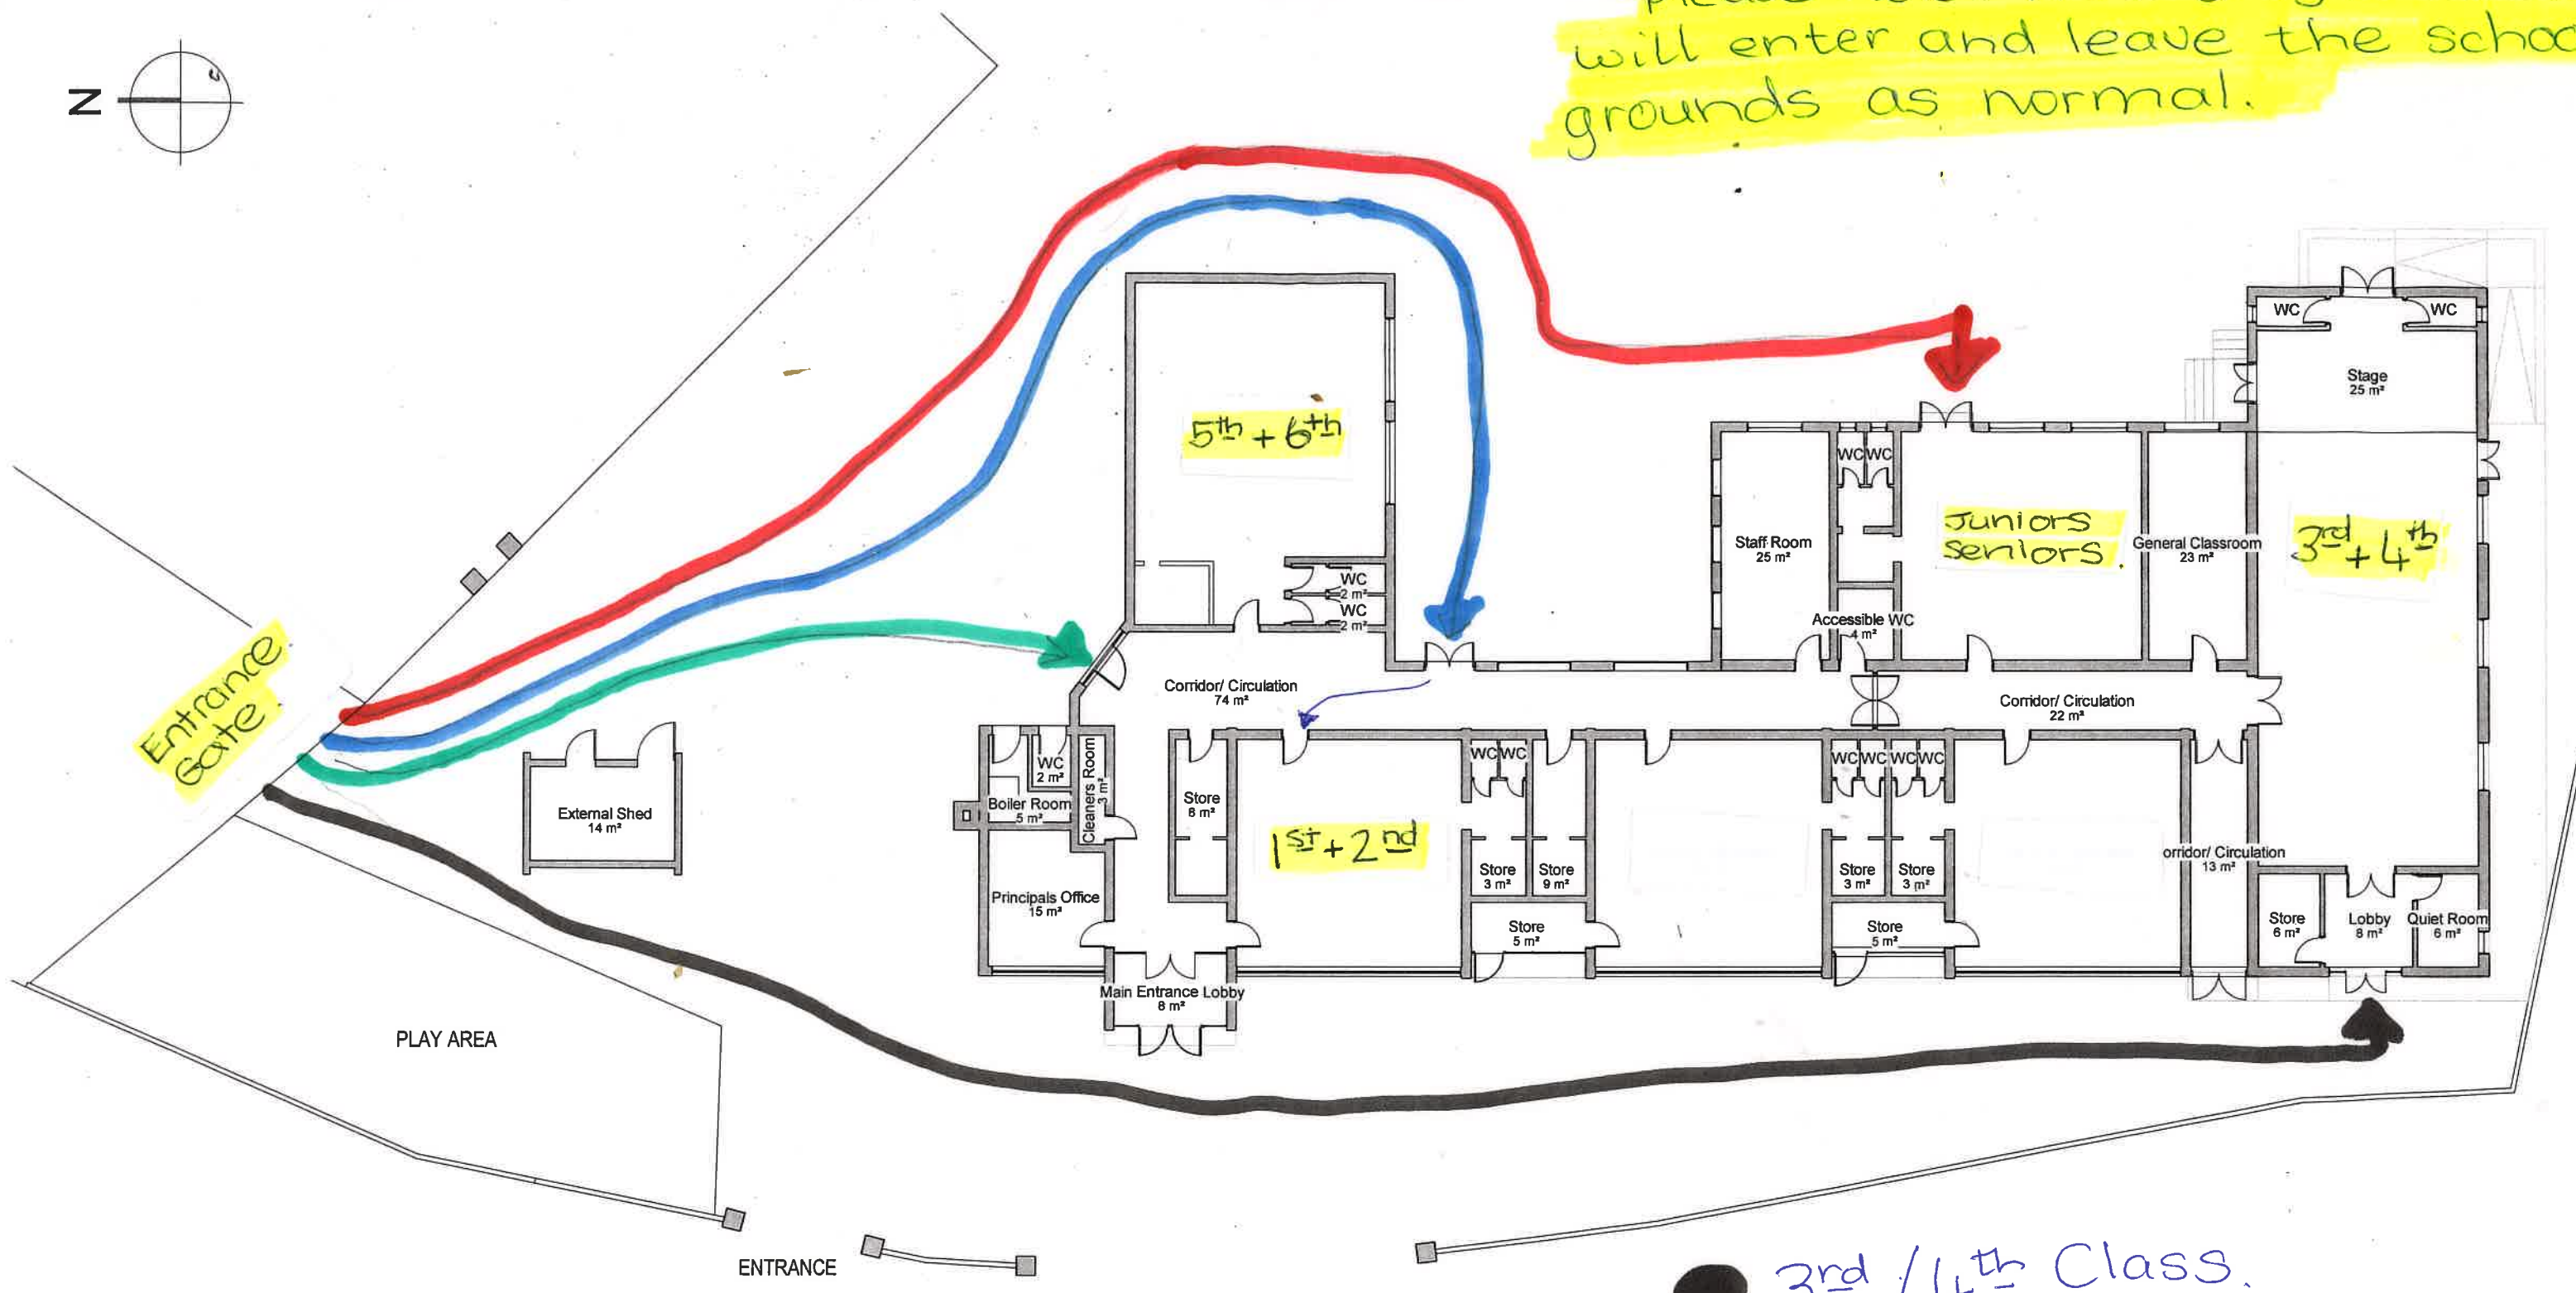 will enter and leave the school
grounds as normal.
N
WC
WC
Stage
25 m²
5th + 6th
WC
WC
Staff Room
25 m²
Juniors
Seniors.
General Classroom
23 m²
3rd + 4th
WC
2 m²
WC
2 m²
Accessible WC
4 m²
Entrance
Gate.
Corridor/ Circulation
74 m²
Corridor/ Circulation
22 m²
External Shed
14 m²
WC
2 m²
Boiler Room
5 m²
Cleaners Room
3 m²
Store
8 m²
1st + 2nd
WC
WC
Store
3 m²
Store
9 m²
WC
WC
WC
WC
Store
3 m²
Store
3 m²
orridor/ Circulation
13 m²
Principals Office
15 m²
Store
5 m²
Store
5 m²
Store
6 m²
Lobby
8 m²
Quiet Room
6 m²
Main Entrance Lobby
8 m²
PLAY AREA
ENTRANCE
3rd / 4th Class.